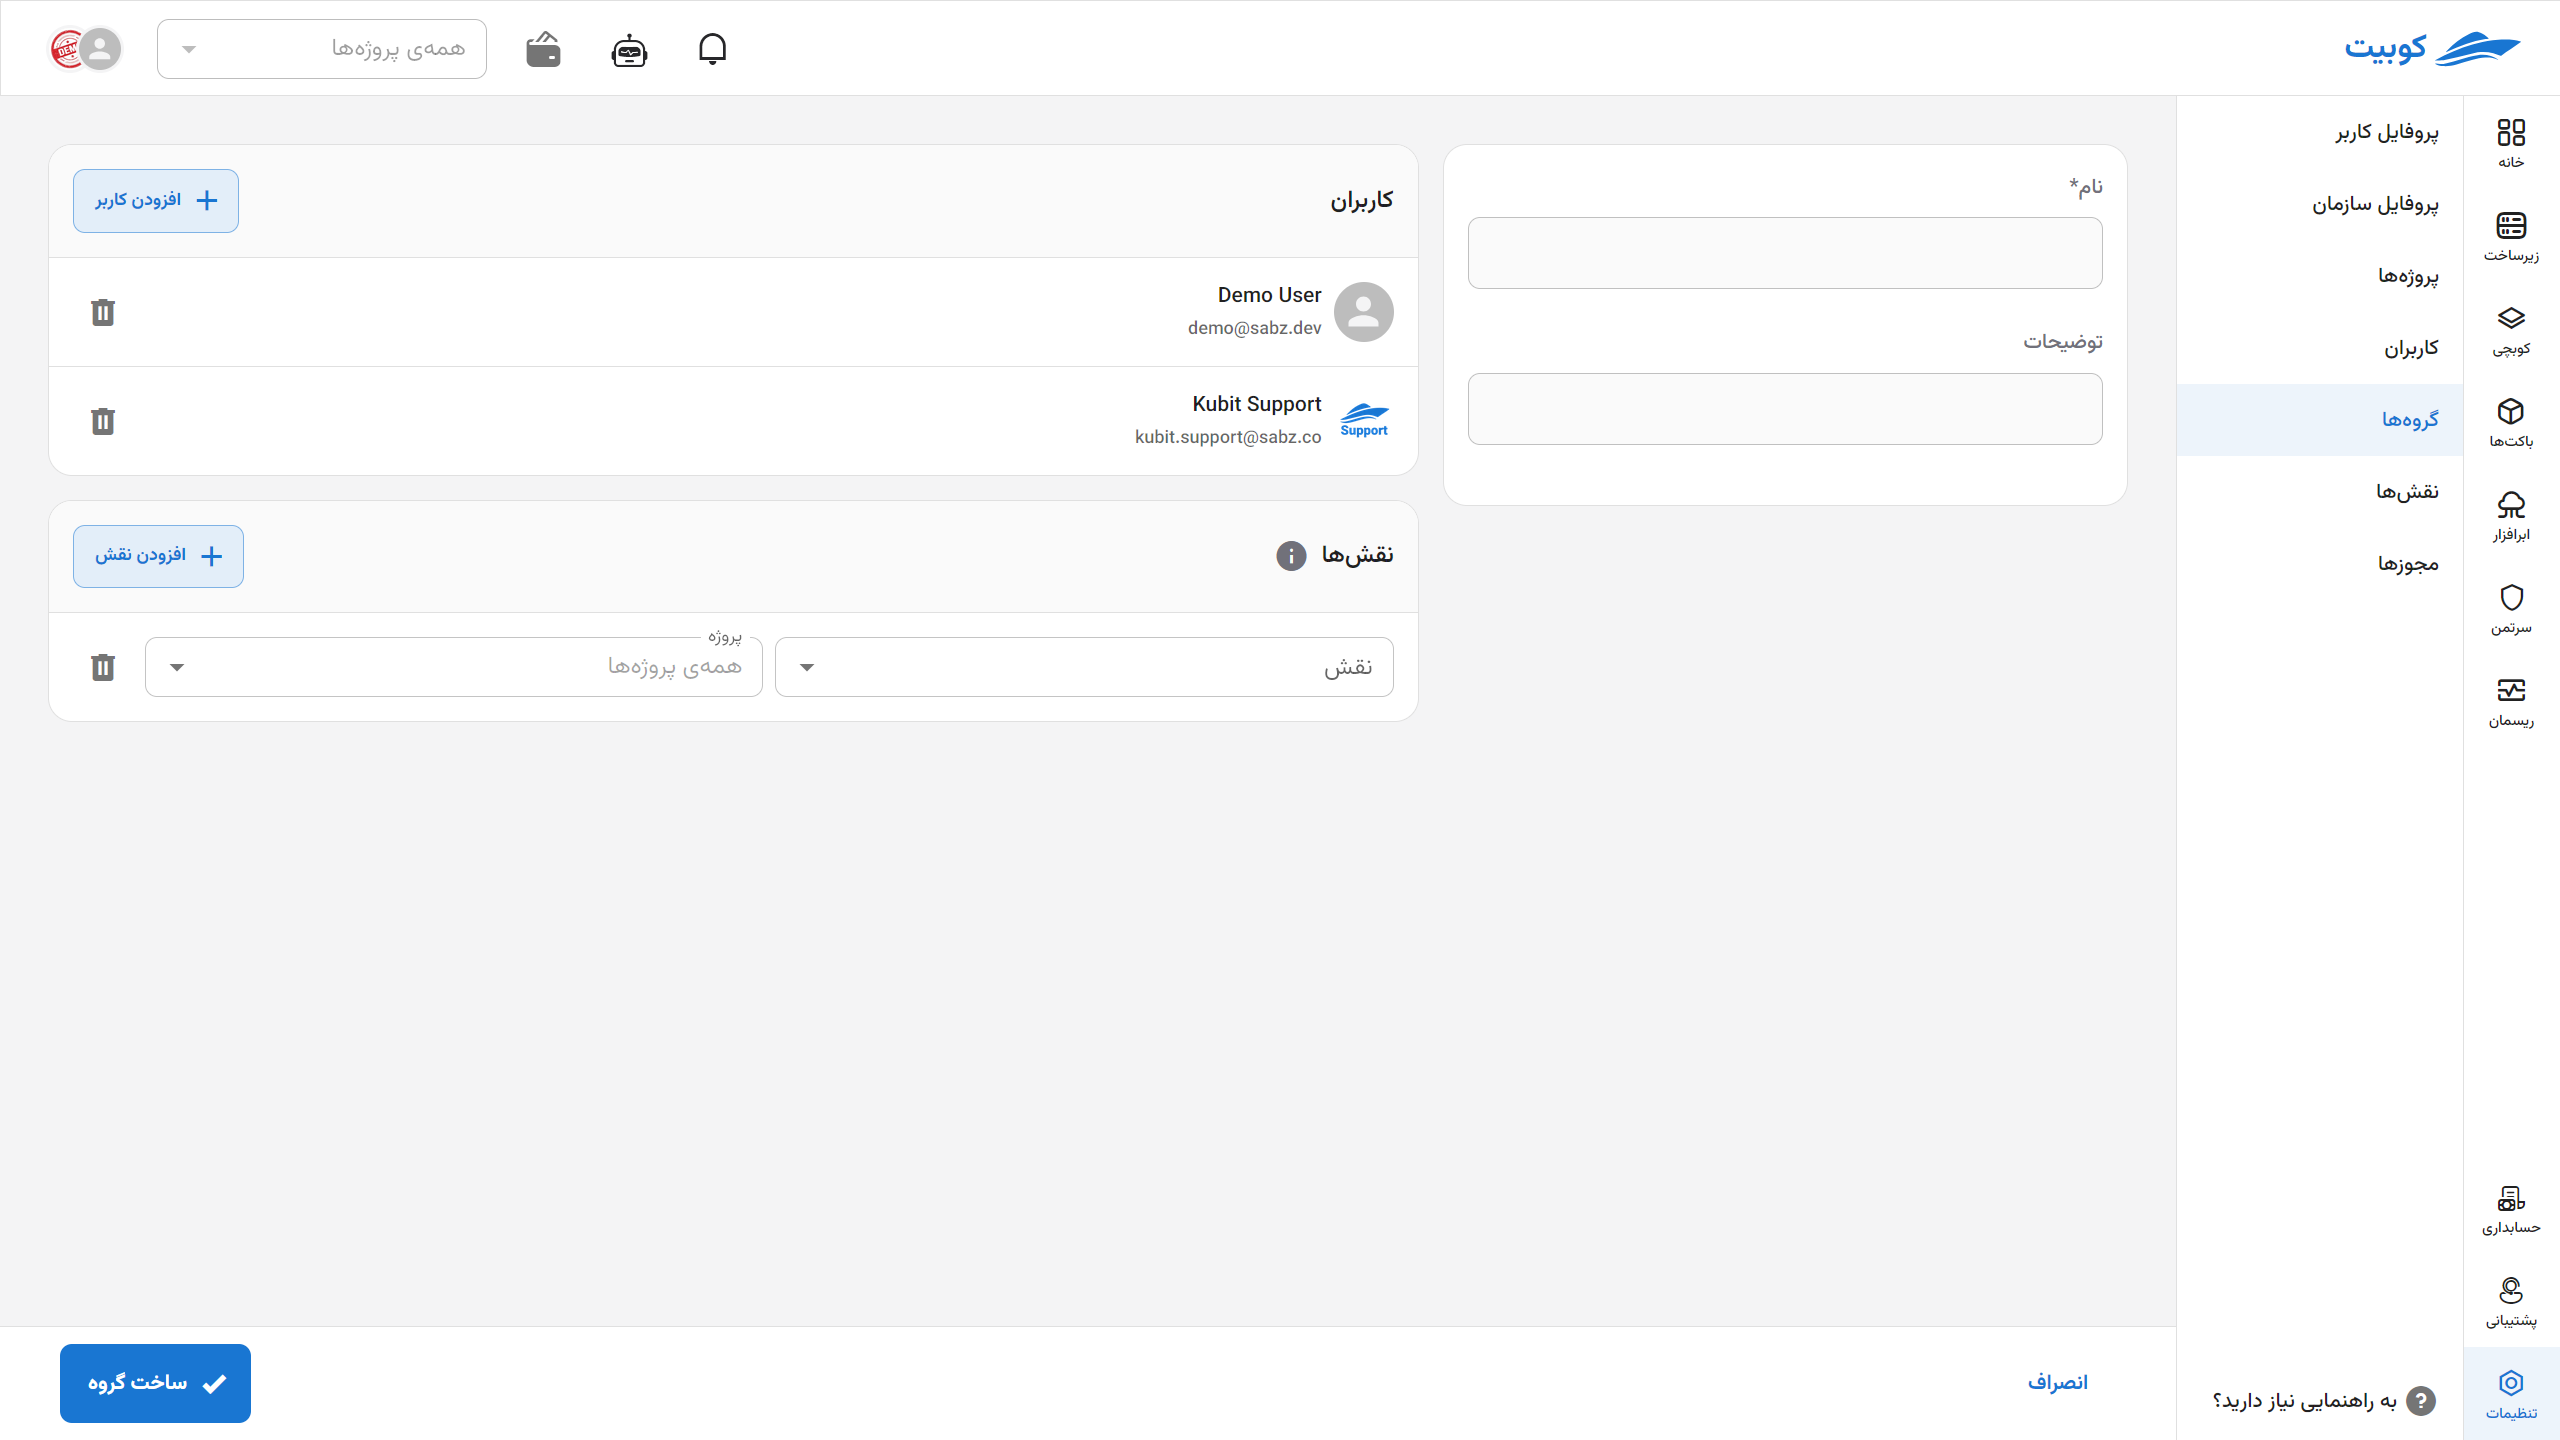 کوبیت
همه‌ی پروژه‌ها
خانه
زیرساخت
کوبچی
باکت‌ها
ابرافزار
سرتمن
ریسمان
حسابداری
پشتیبانی
تنظیمات
پروفایل کاربر
پروفایل سازمان
پروژه‌ها
کاربران
گروه‌ها
نقش‌ها
مجوزها
به راهنمایی نیاز دارید؟
نام*
توضیحات
کاربران
افزودن کاربر
Demo User
demo@sabz.dev
Support
Kubit Support
kubit.support@sabz.co
نقش‌ها
افزودن نقش
نقش
پروژه
همه‌ی پروژه‌ها
انصراف
ساخت گروه